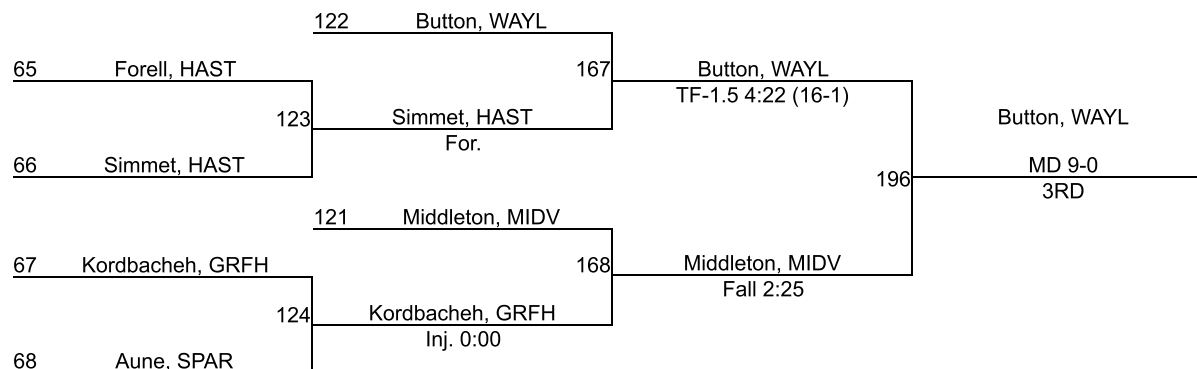 122 Button, WAYL
65 Forell, HAST
167 Button, WAYL
TF-1.5 4:22 (16-1)
123 Simmet, HAST
For.
Button, WAYL
66 Simmet, HAST
MD 9-0
196
3RD
121 Middleton, MIDV
67 Kordbacheh, GRFH
168 Middleton, MIDV
Fall 2:25
124 Kordbacheh, GRFH
Inj. 0:00
68 Aune, SPAR